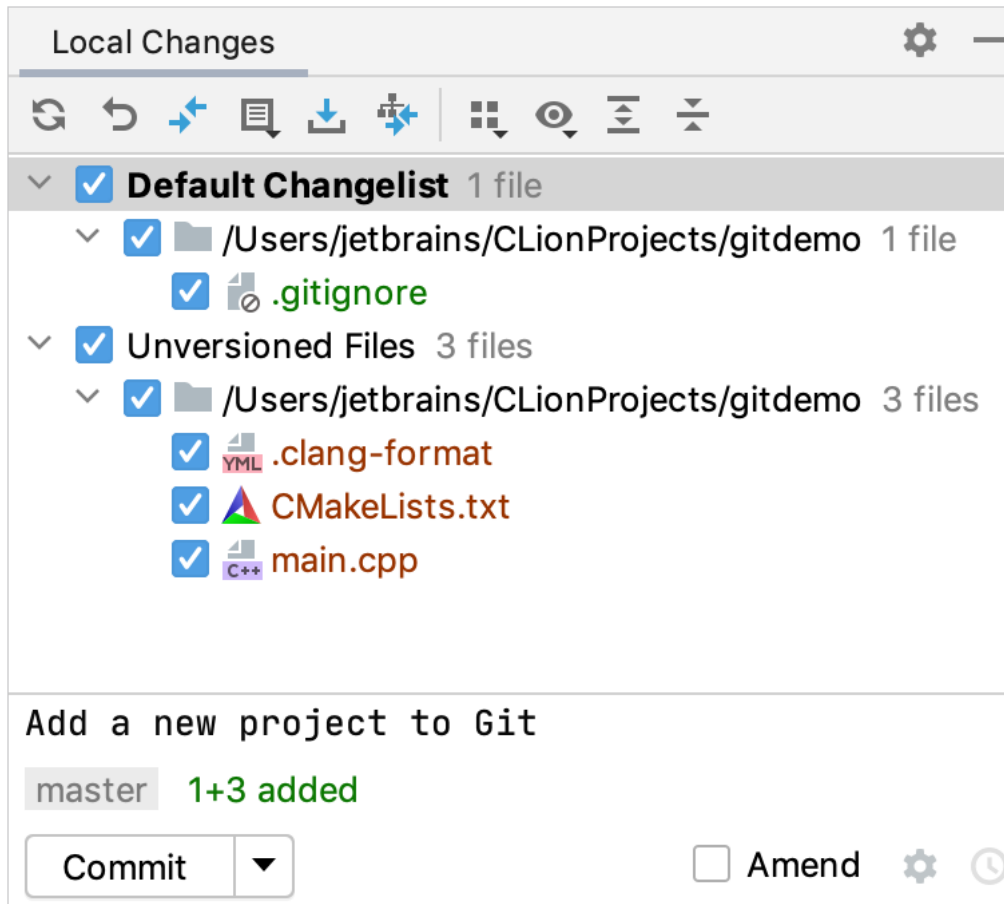 Local Changes
Default Changelist 1 file
/Users/jetbrains/CLionProjects/gitdemo 1 file
.gitignore
Unversioned Files 3 files
/Users/jetbrains/CLionProjects/gitdemo 3 files
YML .clang-format
CMakeLists.txt
C++ main.cpp
Add a new project to Git
master 1+3 added
Commit Amend